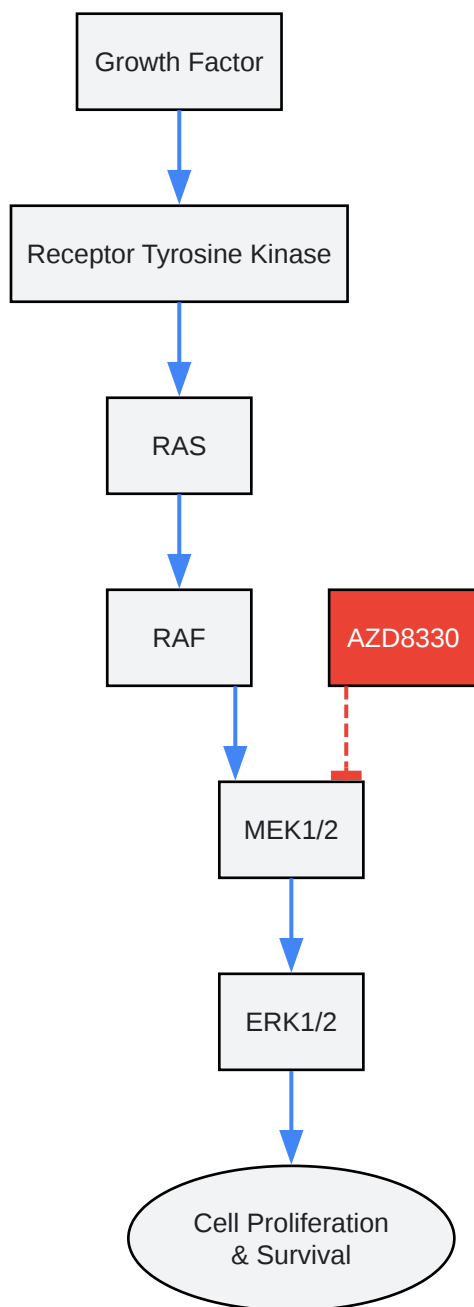 Growth Factor
Receptor Tyrosine Kinase
RAS
RAF
AZD8330
MEK1/2
ERK1/2
Cell Proliferation
& Survival